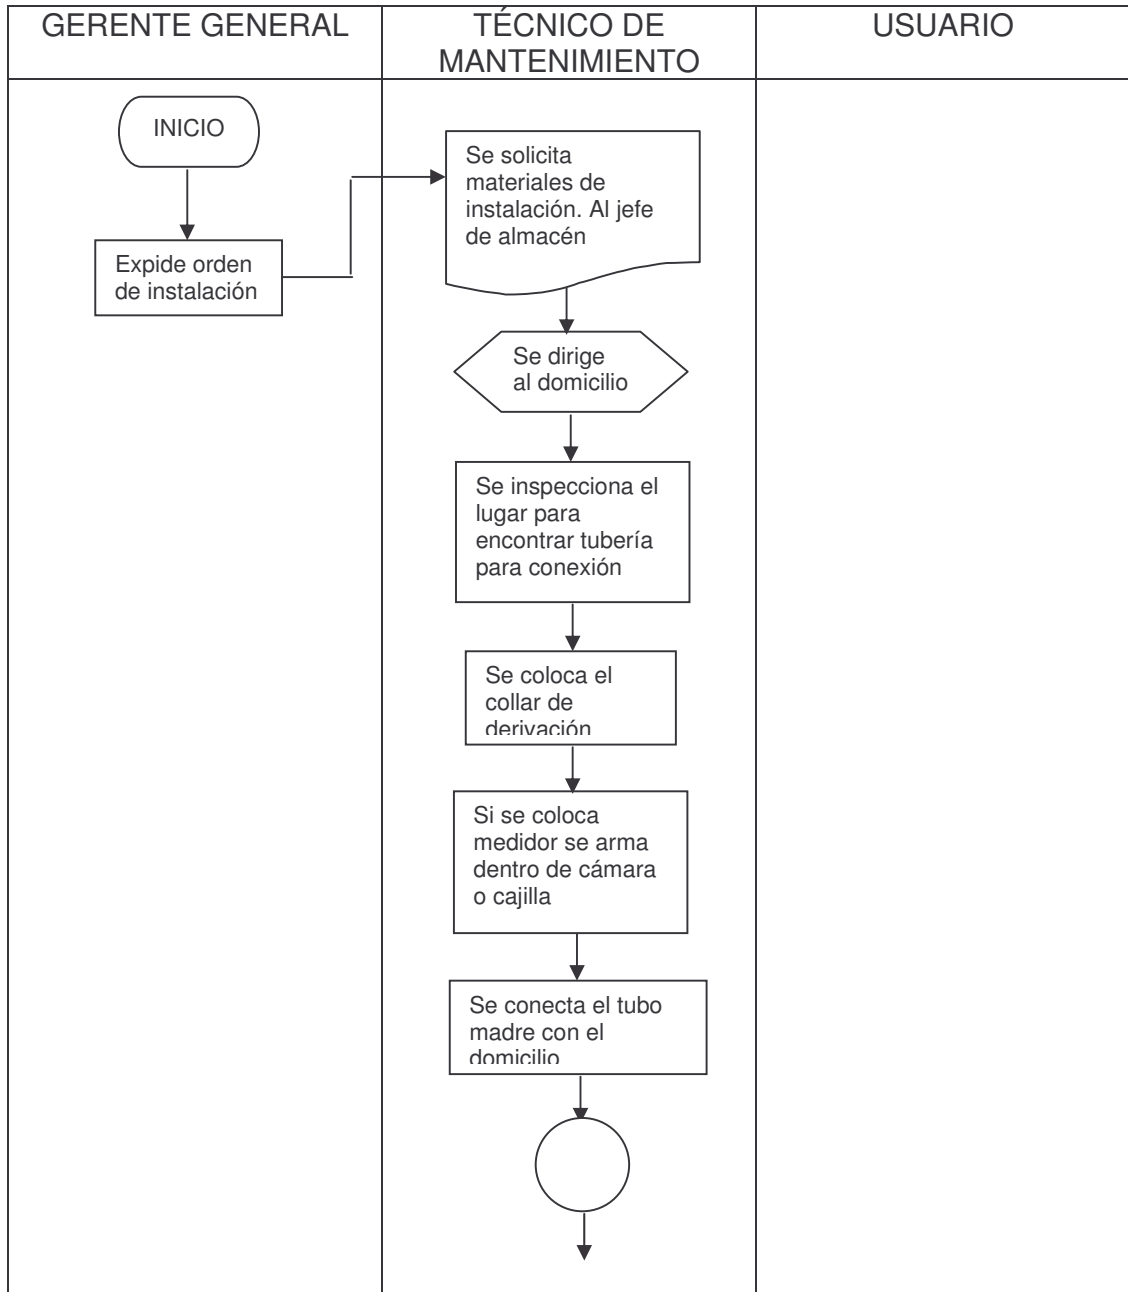 GERENTE GENERAL
TÉCNICO DE
MANTENIMIENTO
USUARIO
INICIO
Expide orden
de instalación
Se solicita
materiales de
instalación. Al jefe
de almacén
Se dirige
al domicilio
Se inspecciona el
lugar para
encontrar tubería
para conexión
Se coloca el
collar de
derivación
Si se coloca
medidor se arma
dentro de cámara
o cajilla
Se conecta el tubo
madre con el
domicilio